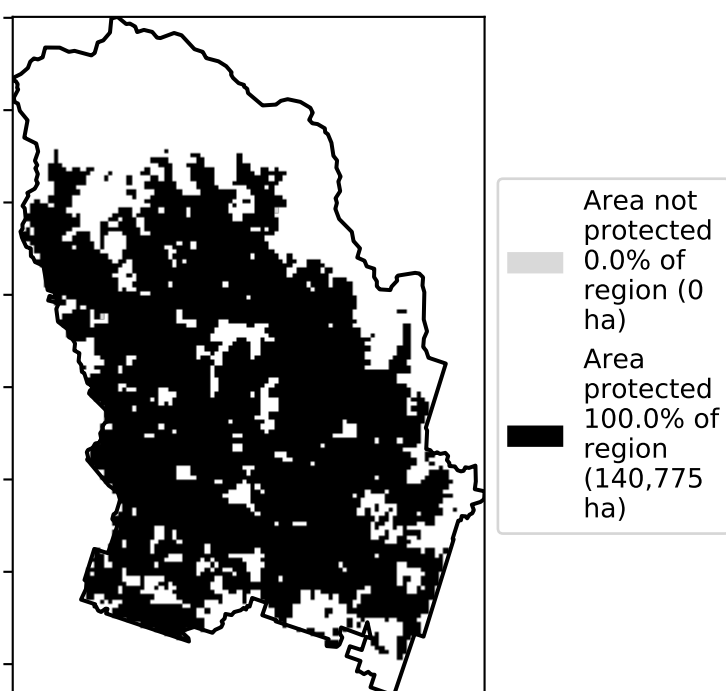 Area not
protected
0.0% of
region (0
ha)
Area
protected
100.0% of
region
(140,775
ha)